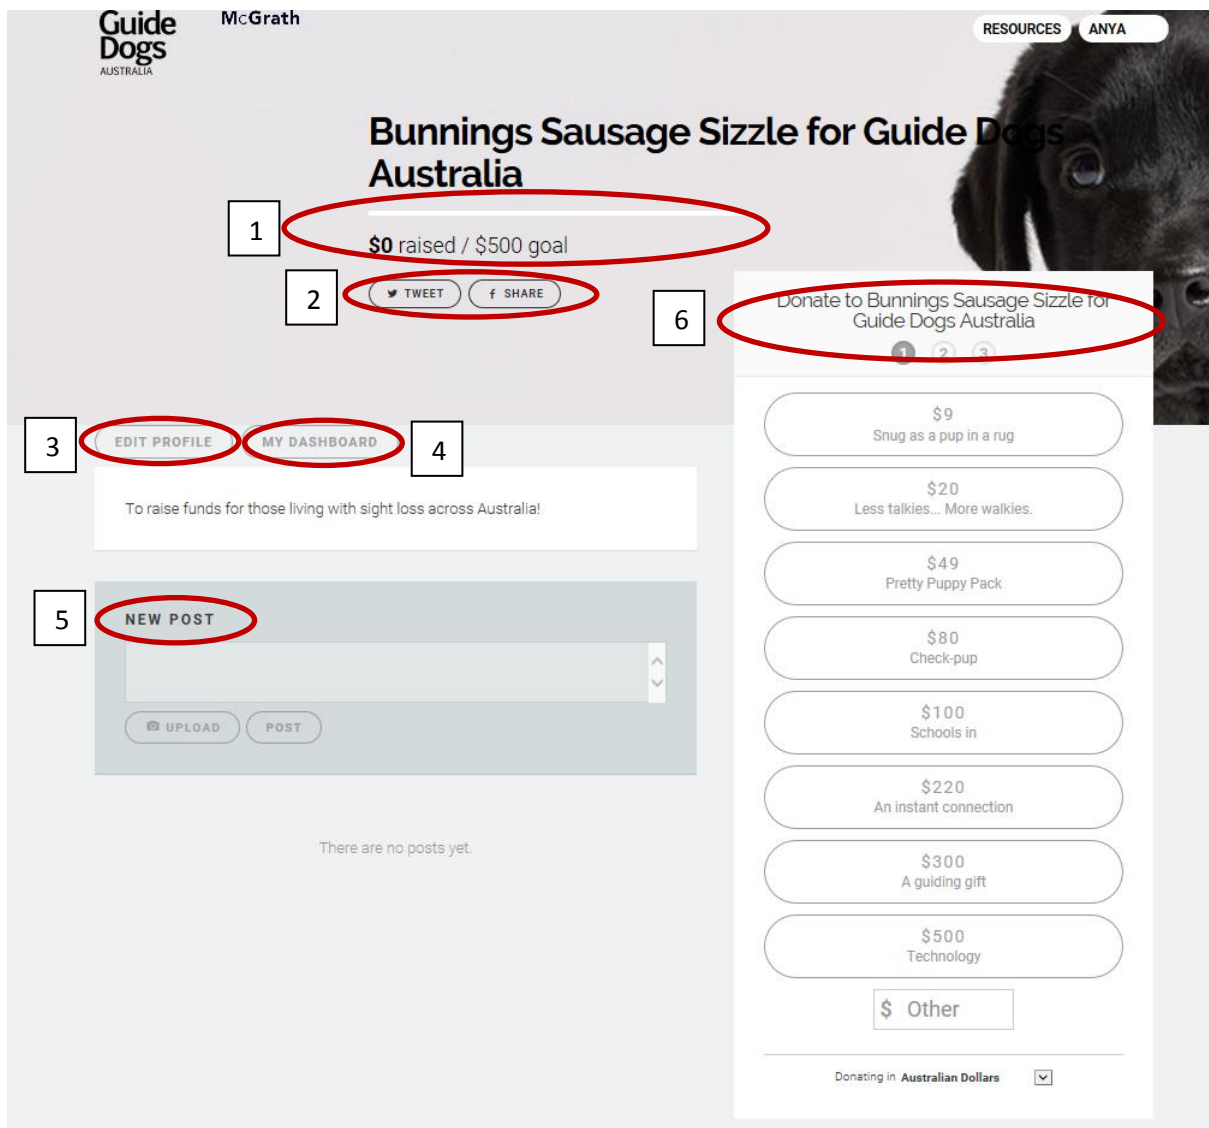 Guide
Dogs
AUSTRALIA
McGrath
RESOURCES
ANYA
Bunnings Sausage Sizzle for Guide Dogs
Australia
1
$0 raised / $500 goal
2
TWEET
SHARE
6
Donate to Bunnings Sausage Sizzle for
Guide Dogs Australia
1 2 3
3
EDIT PROFILE
MY DASHBOARD
4
To raise funds for those living with sight loss across Australia!
5
NEW POST
UPLOAD
POST
There are no posts yet.
$9
Snug as a pup in a rug
$20
Less talkies... More walkies.
$49
Pretty Puppy Pack
$80
Check-pup
$100
Schools in
$220
An instant connection
$300
A guiding gift
$500
Technology
$ Other
Donating in Australian Dollars